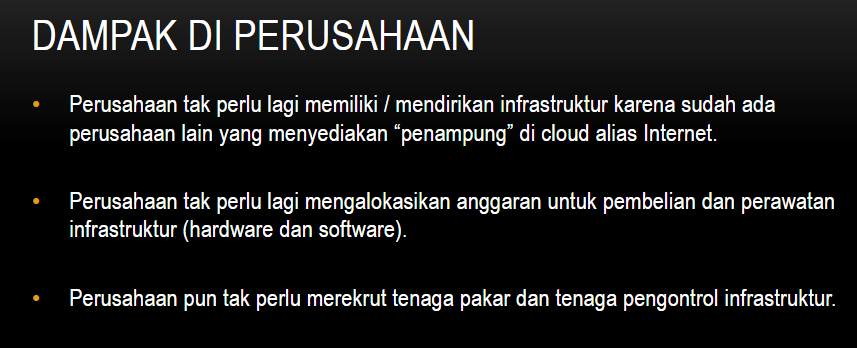 DAMPAK DI PERUSAHAAN
• Perusahaan tak perlu lagi memiliki / mendirikan infrastruktur karena sudah ada
perusahaan lain yang menyediakan “penampung” di cloud alias Internet.
• Perusahaan tak perlu lagi mengalokasikan anggaran untuk pembelian dan perawatan
infrastruktur (hardware dan software).
• Perusahaan pun tak perlu merekrut tenaga pakar dan tenaga pengontrol infrastruktur.